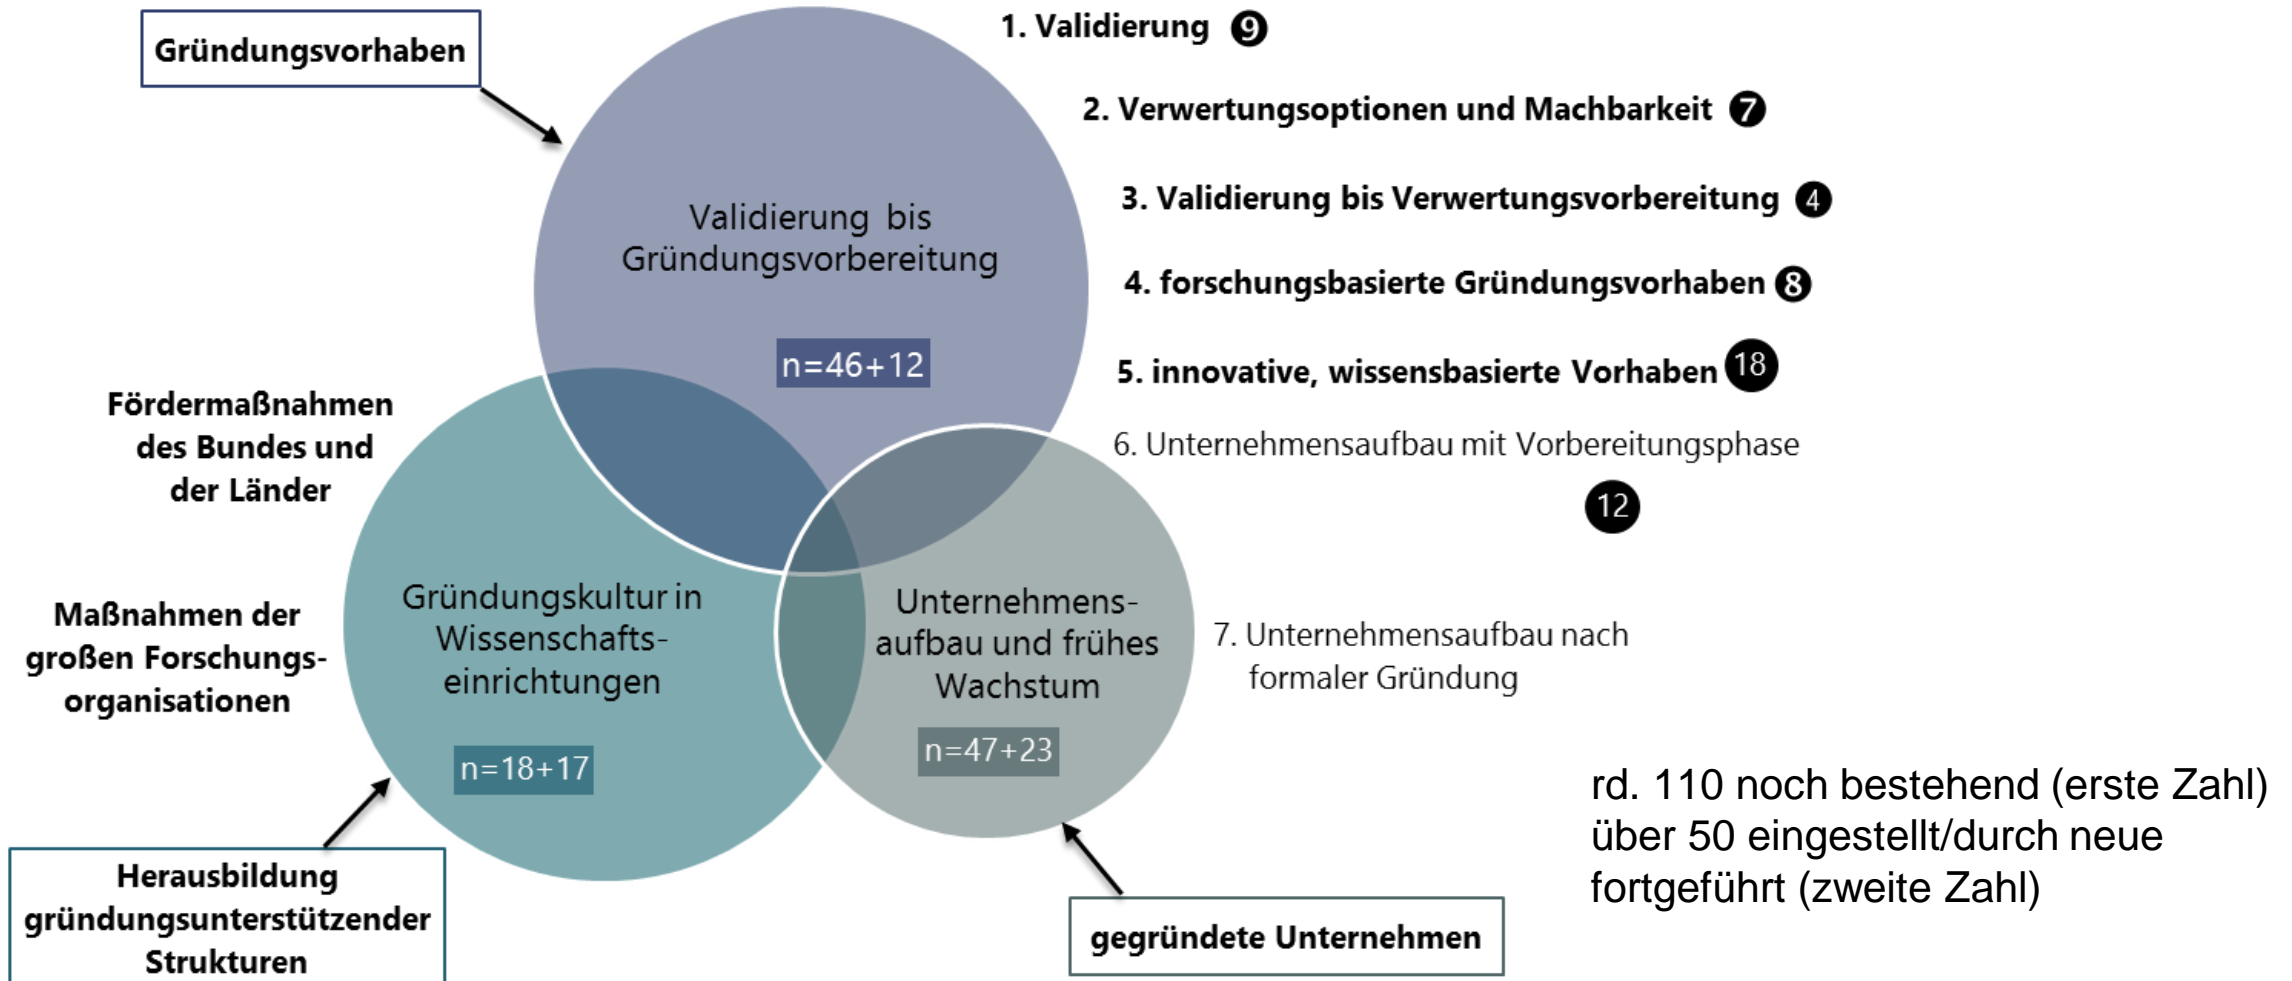 Gründungsvorhaben
1. Validierung 9
2. Verwertungsoptionen und Machbarkeit 7
3. Validierung bis Verwertungsvorbereitung 4
4. forschungsbasierte Gründungsvorhaben 8
5. innovative, wissensbasierte Vorhaben 18
6. Unternehmensaufbau mit Vorbereitungsphase
12
7. Unternehmensaufbau nach
formaler Gründung
Validierung bis
Gründungsvorbereitung
n=46+12
Fördermaßnahmen
des Bundes und
der Länder
Maßnahmen der
großen Forschungs-
organisationen
Gründungskultur in
Wissenschafts-
einrichtungen
n=18+17
Unternehmens-
aufbau und frühes
Wachstum
n=47+23
Herausbildung
gründungsunterstützender
Strukturen
gegründete Unternehmen
rd. 110 noch bestehend (erste Zahl)
über 50 eingestellt/durch neue
fortgeführt (zweite Zahl)